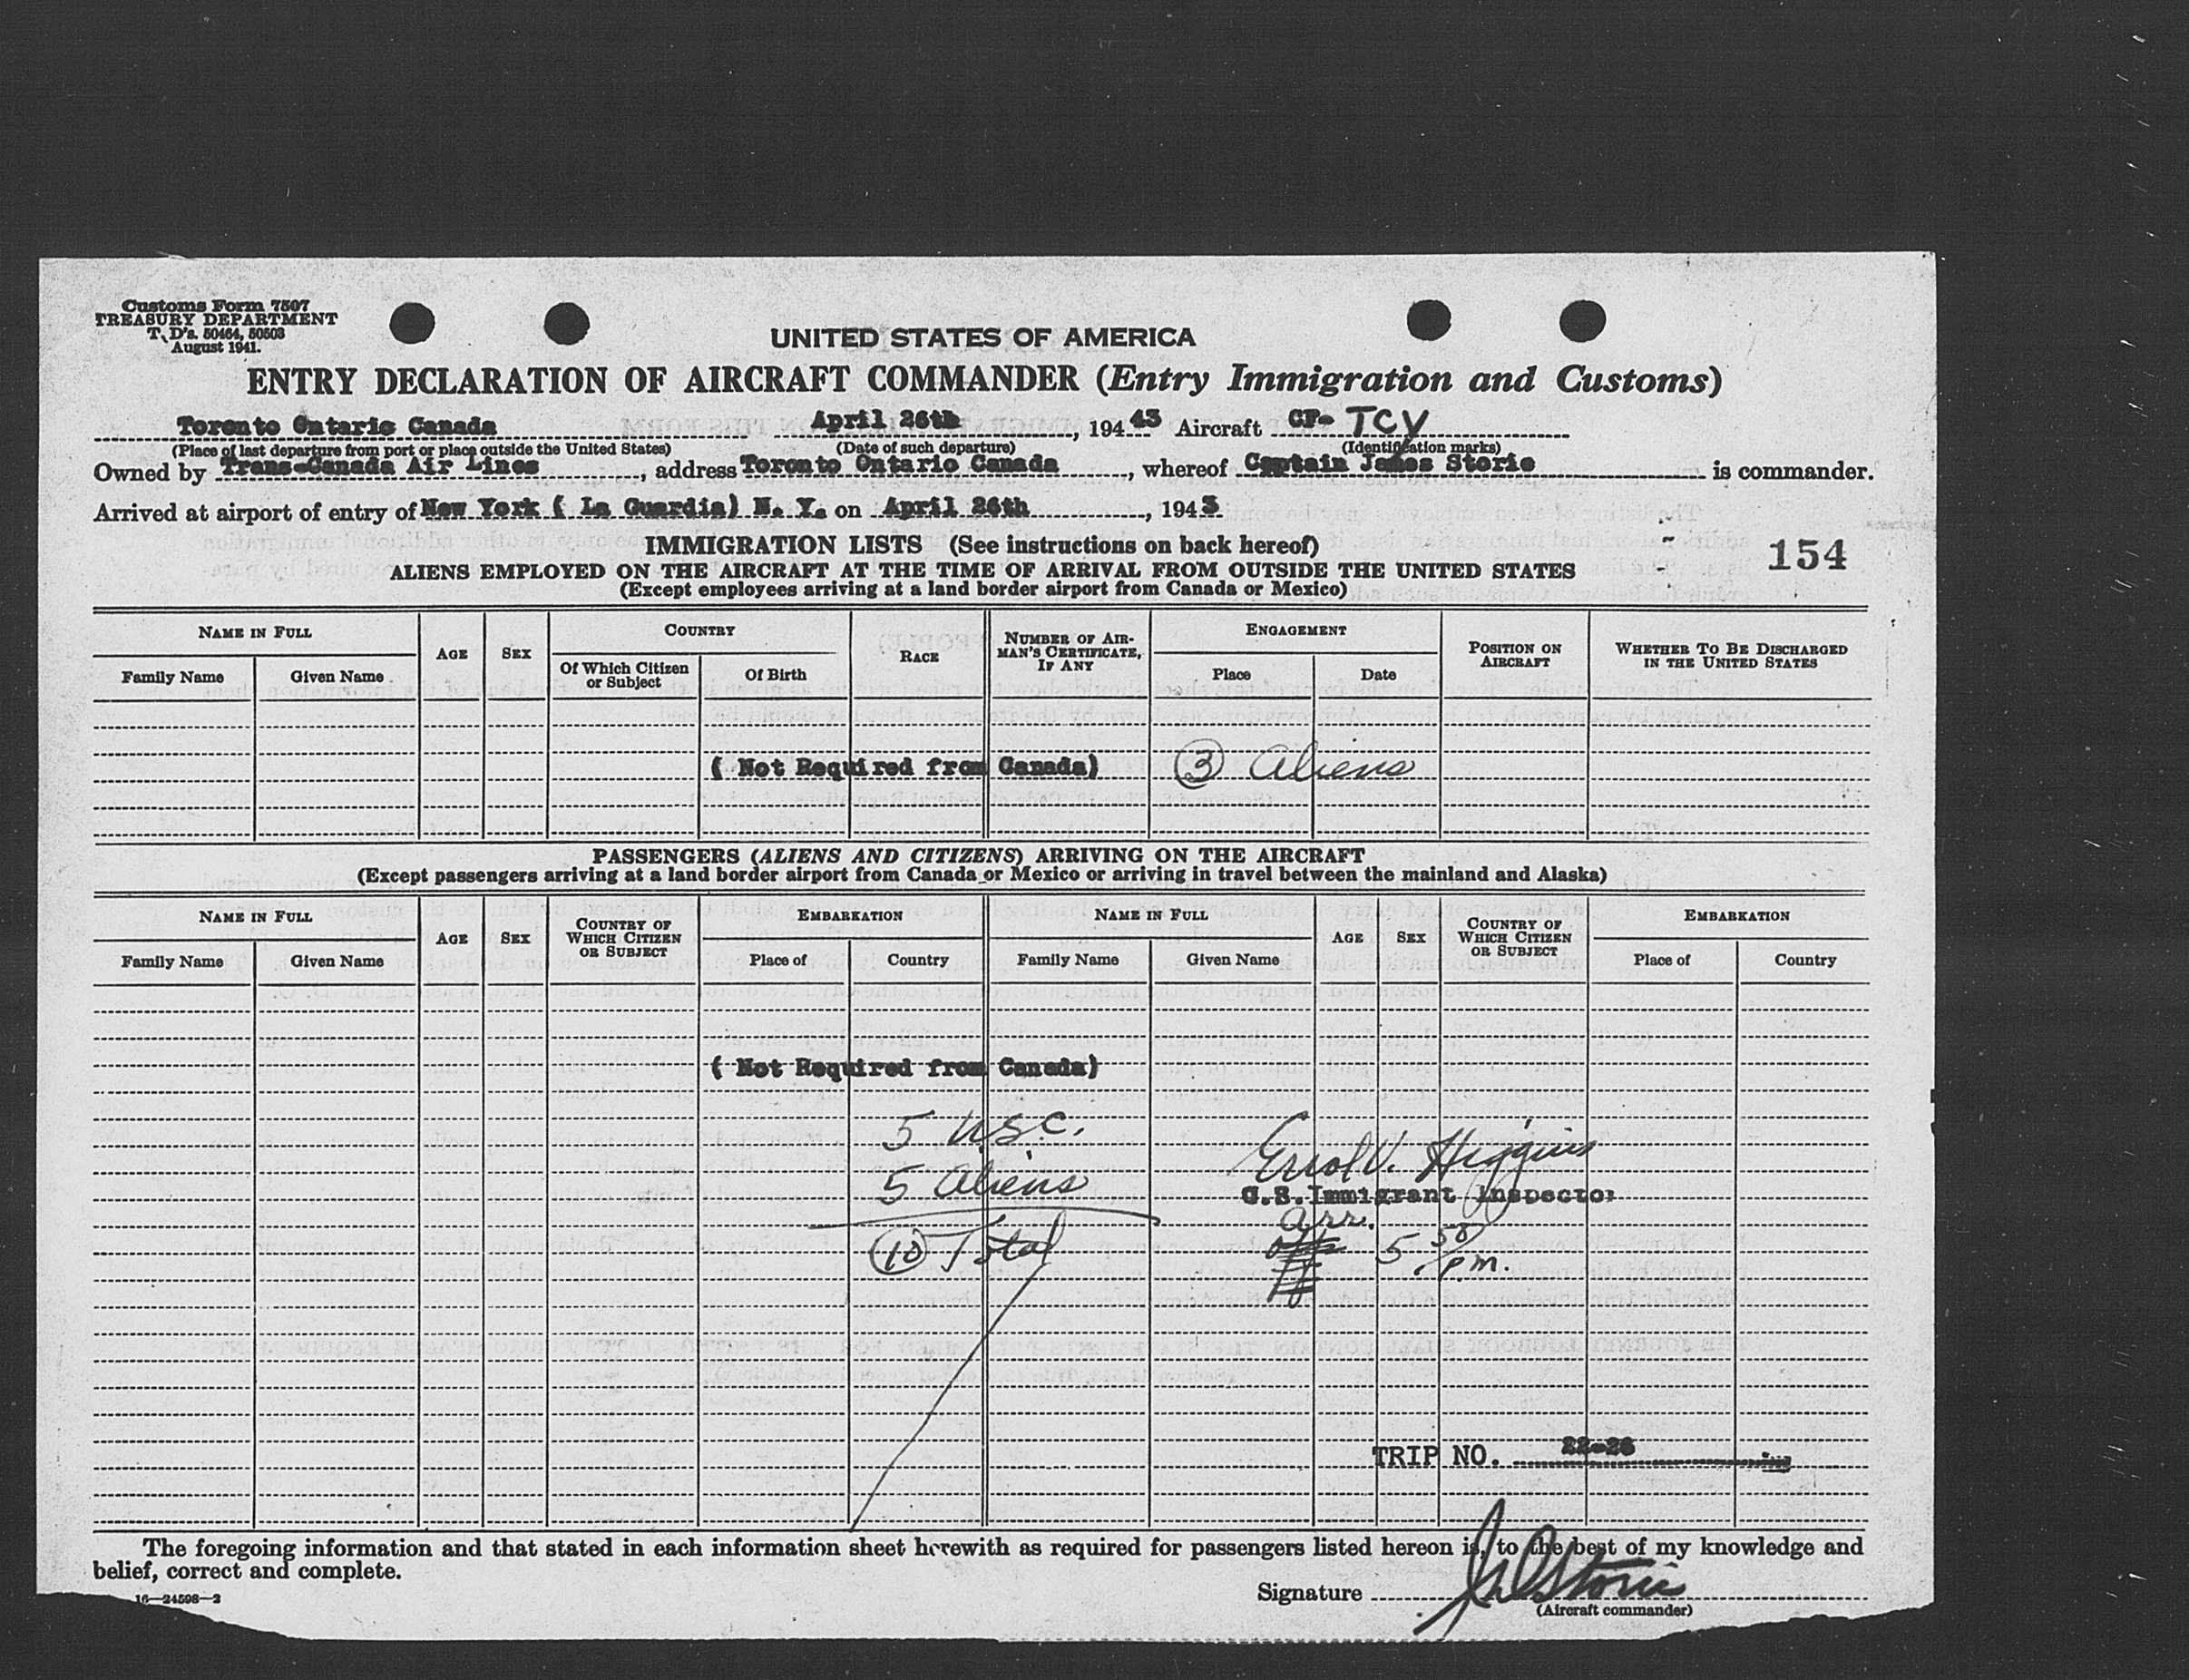 Customs Form 7507
TREASURY DEPARTMENT
T. D's. 50464, 50503
August 1941.
UNITED STATES OF AMERICA
ENTRY DECLARATION OF AIRCRAFT COMMANDER (Entry Immigration and Customs)
Toronto Ontario Canada April 26th, 1943 Aircraft CF- TCV
(Place of last departure from port or place outside the United States) (Date of such departure) (Identification marks)
Owned by Trans-Canada Air Lines, address Toronto Ontario Canada, whereof Captain James Storie is commander.
Arrived at airport of entry of New York ( La Guardia) N. Y. on April 26th, 1943
IMMIGRATION LISTS (See instructions on back hereof)
154
ALIENS EMPLOYED ON THE AIRCRAFT AT THE TIME OF ARRIVAL FROM OUTSIDE THE UNITED STATES
(Except employees arriving at a land border airport from Canada or Mexico)
NAME IN FULL AGE SEX COUNTRY RACE NUMBER OF AIRMAN'S CERTIFICATE, IF ANY ENGAGEMENT POSITION ON AIRCRAFT WHETHER TO BE DISCHARGED IN THE UNITED STATES
Family Name Given Name Of Which Citizen or Subject Of Birth Place Date
( Not Required from Canada) 3 Aliens
PASSENGERS (ALIENS AND CITIZENS) ARRIVING ON THE AIRCRAFT
(Except passengers arriving at a land border airport from Canada or Mexico or arriving in travel between the mainland and Alaska)
NAME IN FULL AGE SEX COUNTRY OF WHICH CITIZEN OR SUBJECT EMBARKATION NAME IN FULL AGE SEX COUNTRY OF WHICH CITIZEN OR SUBJECT EMBARKATION
Family Name Given Name Place of Country Family Name Given Name Place of Country
( Not Required from Canada)
5 USC.
5 Aliens
10 Total
Errol V. Higgins
U.S. Immigrant Inspector
arr.
5 50 p.m.
TRIP NO. 22-26
The foregoing information and that stated in each information sheet herewith as required for passengers listed hereon is, to the best of my knowledge and
belief, correct and complete.
16—24598—2
Signature
(Aircraft commander)